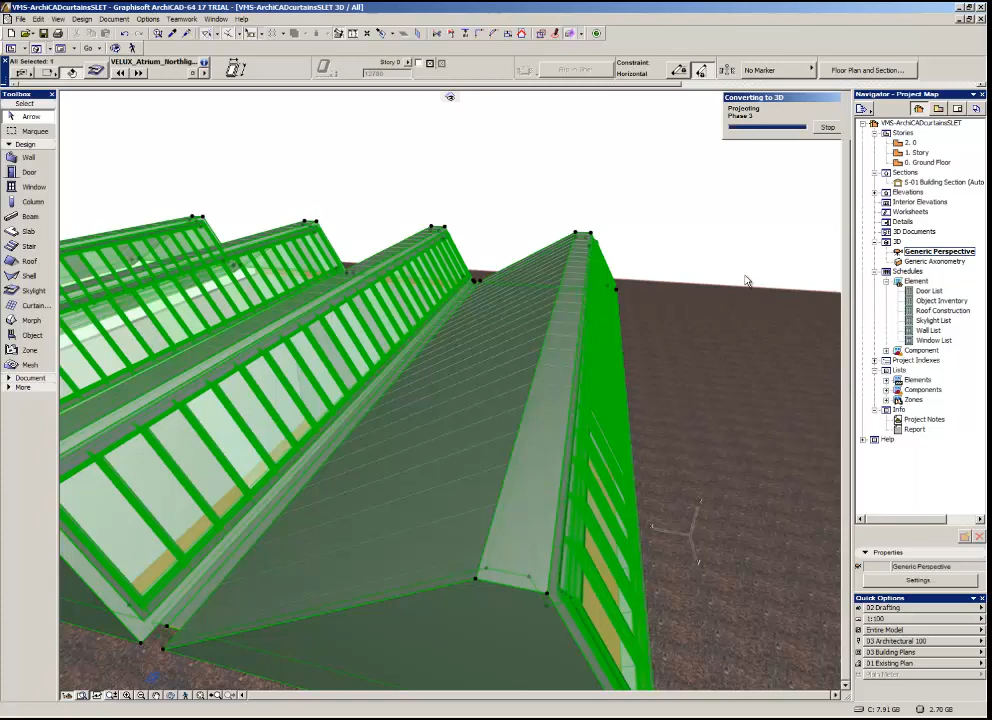 VMS-ArchiCADcurtainsSLET - Graphisoft ArchiCAD-64 17 TRIAL - [VMS-ArchiCADcurtainsSLET 3D / All]
File Edit View Design Document Options Teamwork Window Help
Go
All Selected: 1
VELUX_Atrium_Northlig...
0
Story 0
12780
Constraint:
Horizontal
No Marker
Floor Plan and Section...
Toolbox
Select
Arrow
Marquee
Design
Wall
Door
Window
Column
Beam
Slab
Stair
Roof
Shell
Skylight
Curtain...
Morph
Object
Zone
Mesh
Document
More
Converting to 3D
Projecting
Phase 3
Stop
Navigator - Project Map
VMS-ArchiCADcurtainsSLET
Stories
2. 0
1. Story
0. Ground Floor
Sections
S-01 Building Section (Auto
Elevations
Interior Elevations
Worksheets
Details
3D Documents
3D
Generic Perspective
Generic Axonometry
Schedules
Element
Door List
Object Inventory
Roof Construction
Skylight List
Wall List
Window List
Component
Project Indexes
Lists
Elements
Components
Zones
Info
Project Notes
Report
Help
Properties
Generic Perspective
Settings...
Quick Options
02 Drafting
1:100
Entire Model
03 Architectural 100
03 Building Plans
01 Existing Plan
C: 7.91 GB
2.70 GB